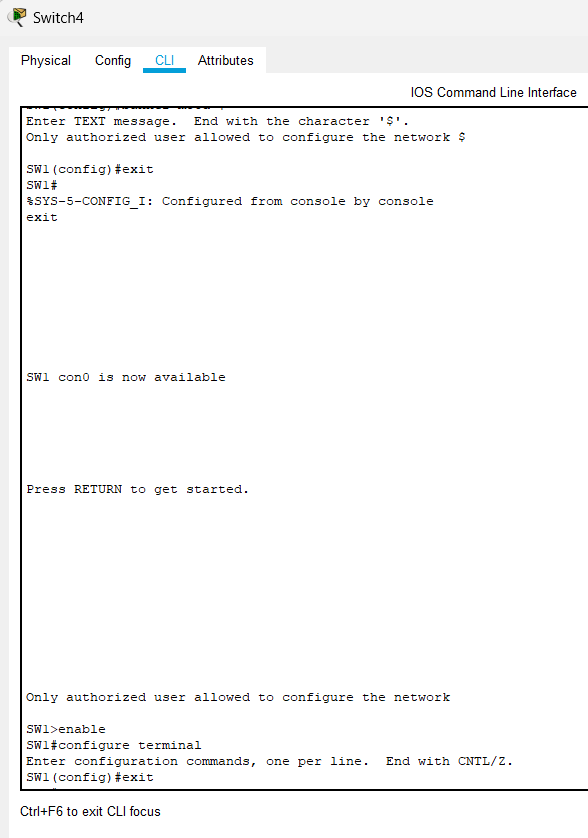 Switch4
Physical Config CLI Attributes
IOS Command Line Interface
Enter TEXT message.  End with the character '$'.
Only authorized user allowed to configure the network $
SW1(config)#exit
SW1#
%SYS-5-CONFIG_I: Configured from console by console
exit
SW1 con0 is now available
Press RETURN to get started.
Only authorized user allowed to configure the network
SW1>enable
SW1#configure terminal
Enter configuration commands, one per line.  End with CNTL/Z.
SW1(config)#exit
Ctrl+F6 to exit CLI focus